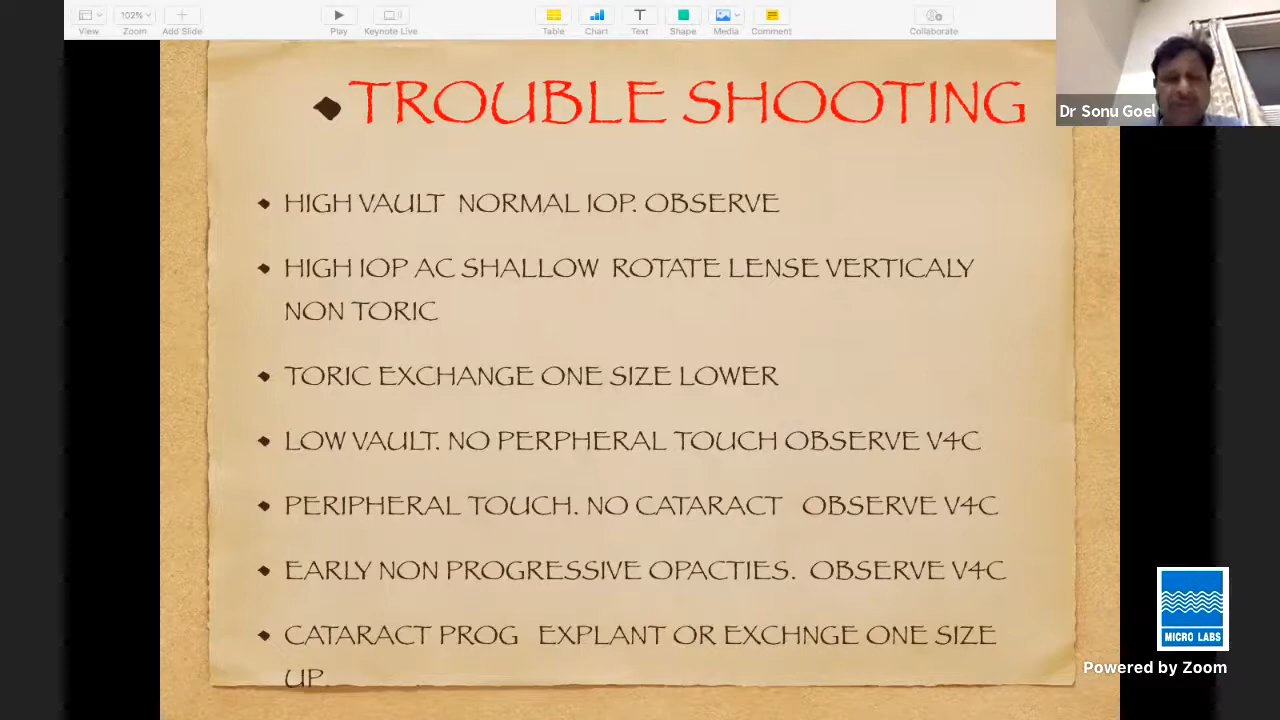 102%
View
Zoom
Add Slide
Play
Keynote Live
Table
Chart
Text
Shape
Media
Comment
Collaborate
Dr Sonu Goel
TROUBLE SHOOTING
HIGH VAULT NORMAL IOP. OBSERVE
HIGH IOP AC SHALLOW ROTATE LENSE VERTICALY
NON TORIC
TORIC EXCHANGE ONE SIZE LOWER
LOW VAULT. NO PERPHERAL TOUCH OBSERVE V4C
PERIPHERAL TOUCH. NO CATARACT OBSERVE V4C
EARLY NON PROGRESSIVE OPACTIES. OBSERVE V4C
CATARACT PROG EXPLANT OR EXCHNGE ONE SIZE
UP
MICRO LABS
Powered by Zoom